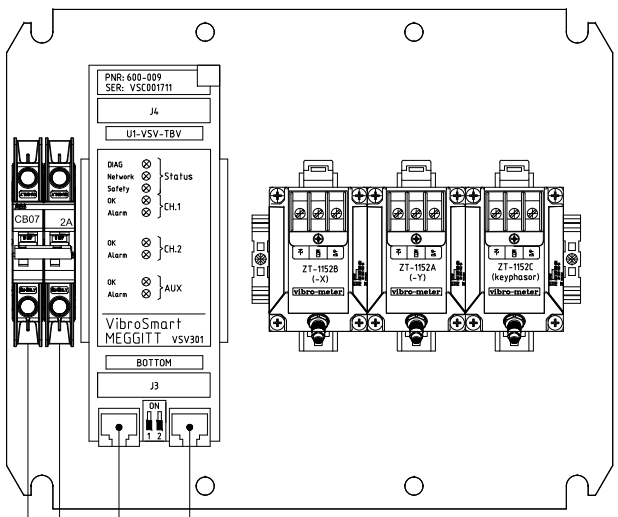 PNR: 600-009
SER: VSC001711
J4
U1-VSV-TBV
DIAG
Network
Safety
Status
OK
Alarm
CH.1
OK
Alarm
CH.2
OK
Alarm
AUX
VibroSmart
MEGGITT VSV301
BOTTOM
J3
ON
1 2
CB07 2A
ZT-1152B
(-X)
vibro-meter
ZT-1152A
(-Y)
vibro-meter
ZT-1152C
(keyphasor)
vibro-meter